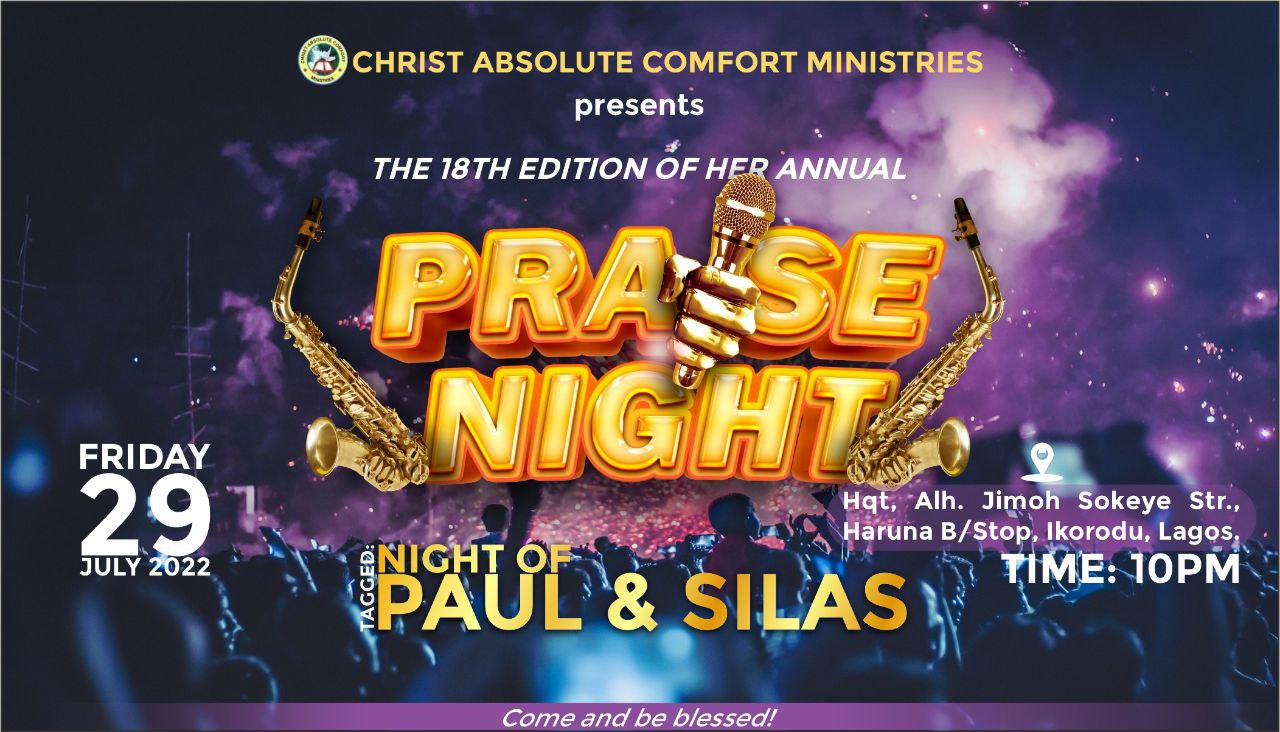 CHRIST ABSOLUTE COMFORT MINISTRIES
presents
THE 18TH EDITION OF HER ANNUAL
PRAISE
NIGHT
FRIDAY
29
JULY 2022
Hqt, Alh. Jimoh Sokeye Str.,
Haruna B/Stop, Ikorodu, Lagos.
TIME: 10PM
TAGGED:
NIGHT OF
PAUL & SILAS
Come and be blessed!